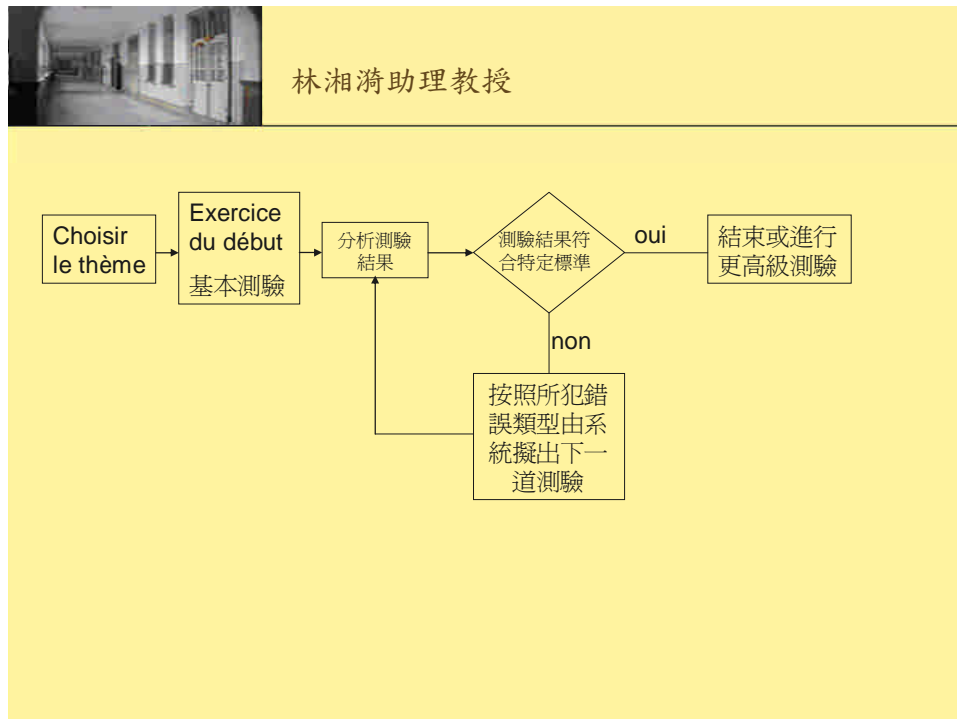 林湘漪助理教授
Choisir
le thème
Exercice
du début
基本測驗
分析測驗
結果
測驗結果符
合特定標準
oui
結束或進行
更高級測驗
non
按照所犯錯
誤類型由系
統擬出下一
道測驗